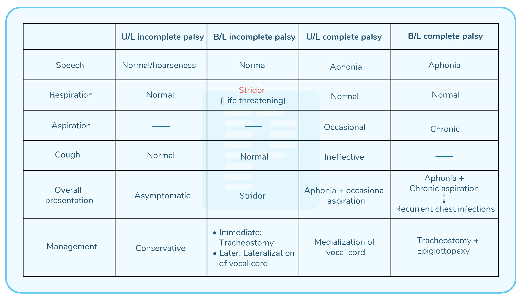 U/L incomplete palsy B/L incomplete palsy U/L complete palsy B/L complete palsy
Speech Normal/hoarseness Normal Aphonia Aphonia
Respiration Normal Stridor (Life threatening) Normal Normal
Aspiration — — Occasional Chronic
Cough Normal Normal Ineffective —
Overall presentation Asymptomatic Stridor Aphonia + occasional aspiration Aphonia + Chronic aspiration ↓ Recurrent chest infections
Management Conservative • Immediate: Tracheostomy • Later, Lateralization of vocal cord Medialization of vocal cord Tracheostomy + Epiglottopexy